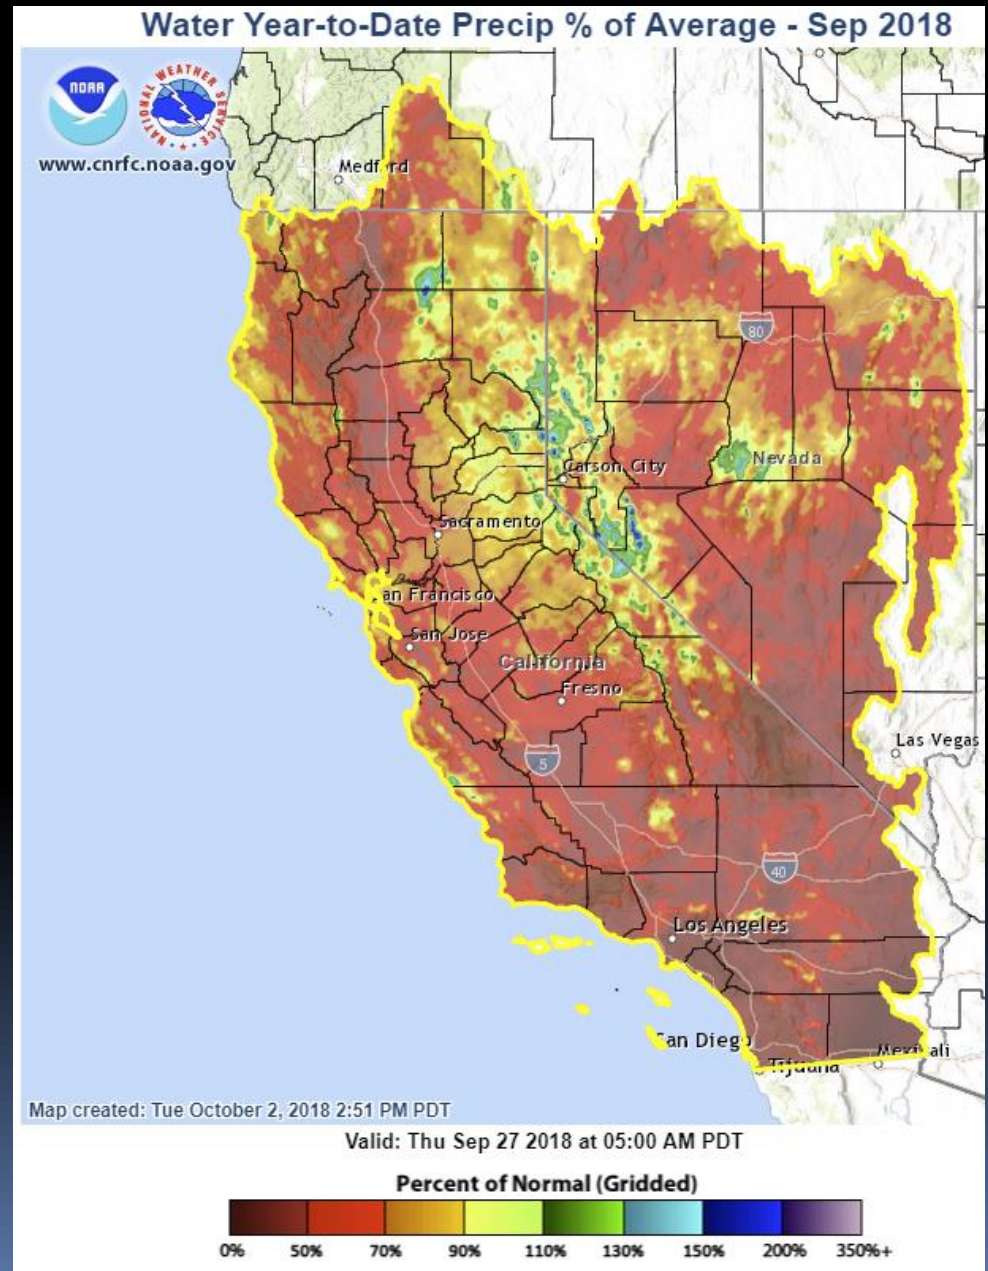 Water Year-to-Date Precip % of Average - Sep 2018
NOAA
NATIONAL WEATHER SERVICE
www.cnrfc.noaa.gov
Medford
80
Carson City
Nevada
Sacramento
an Francisco
San Jose
California
Fresno
Las Vegas
5
40
Los Angeles
San Diego
Tijuana
Mexicali
Map created: Tue October 2, 2018 2:51 PM PDT
Valid: Thu Sep 27 2018 at 05:00 AM PDT
Percent of Normal (Gridded)
0% 50% 70% 90% 110% 130% 150% 200% 350%+